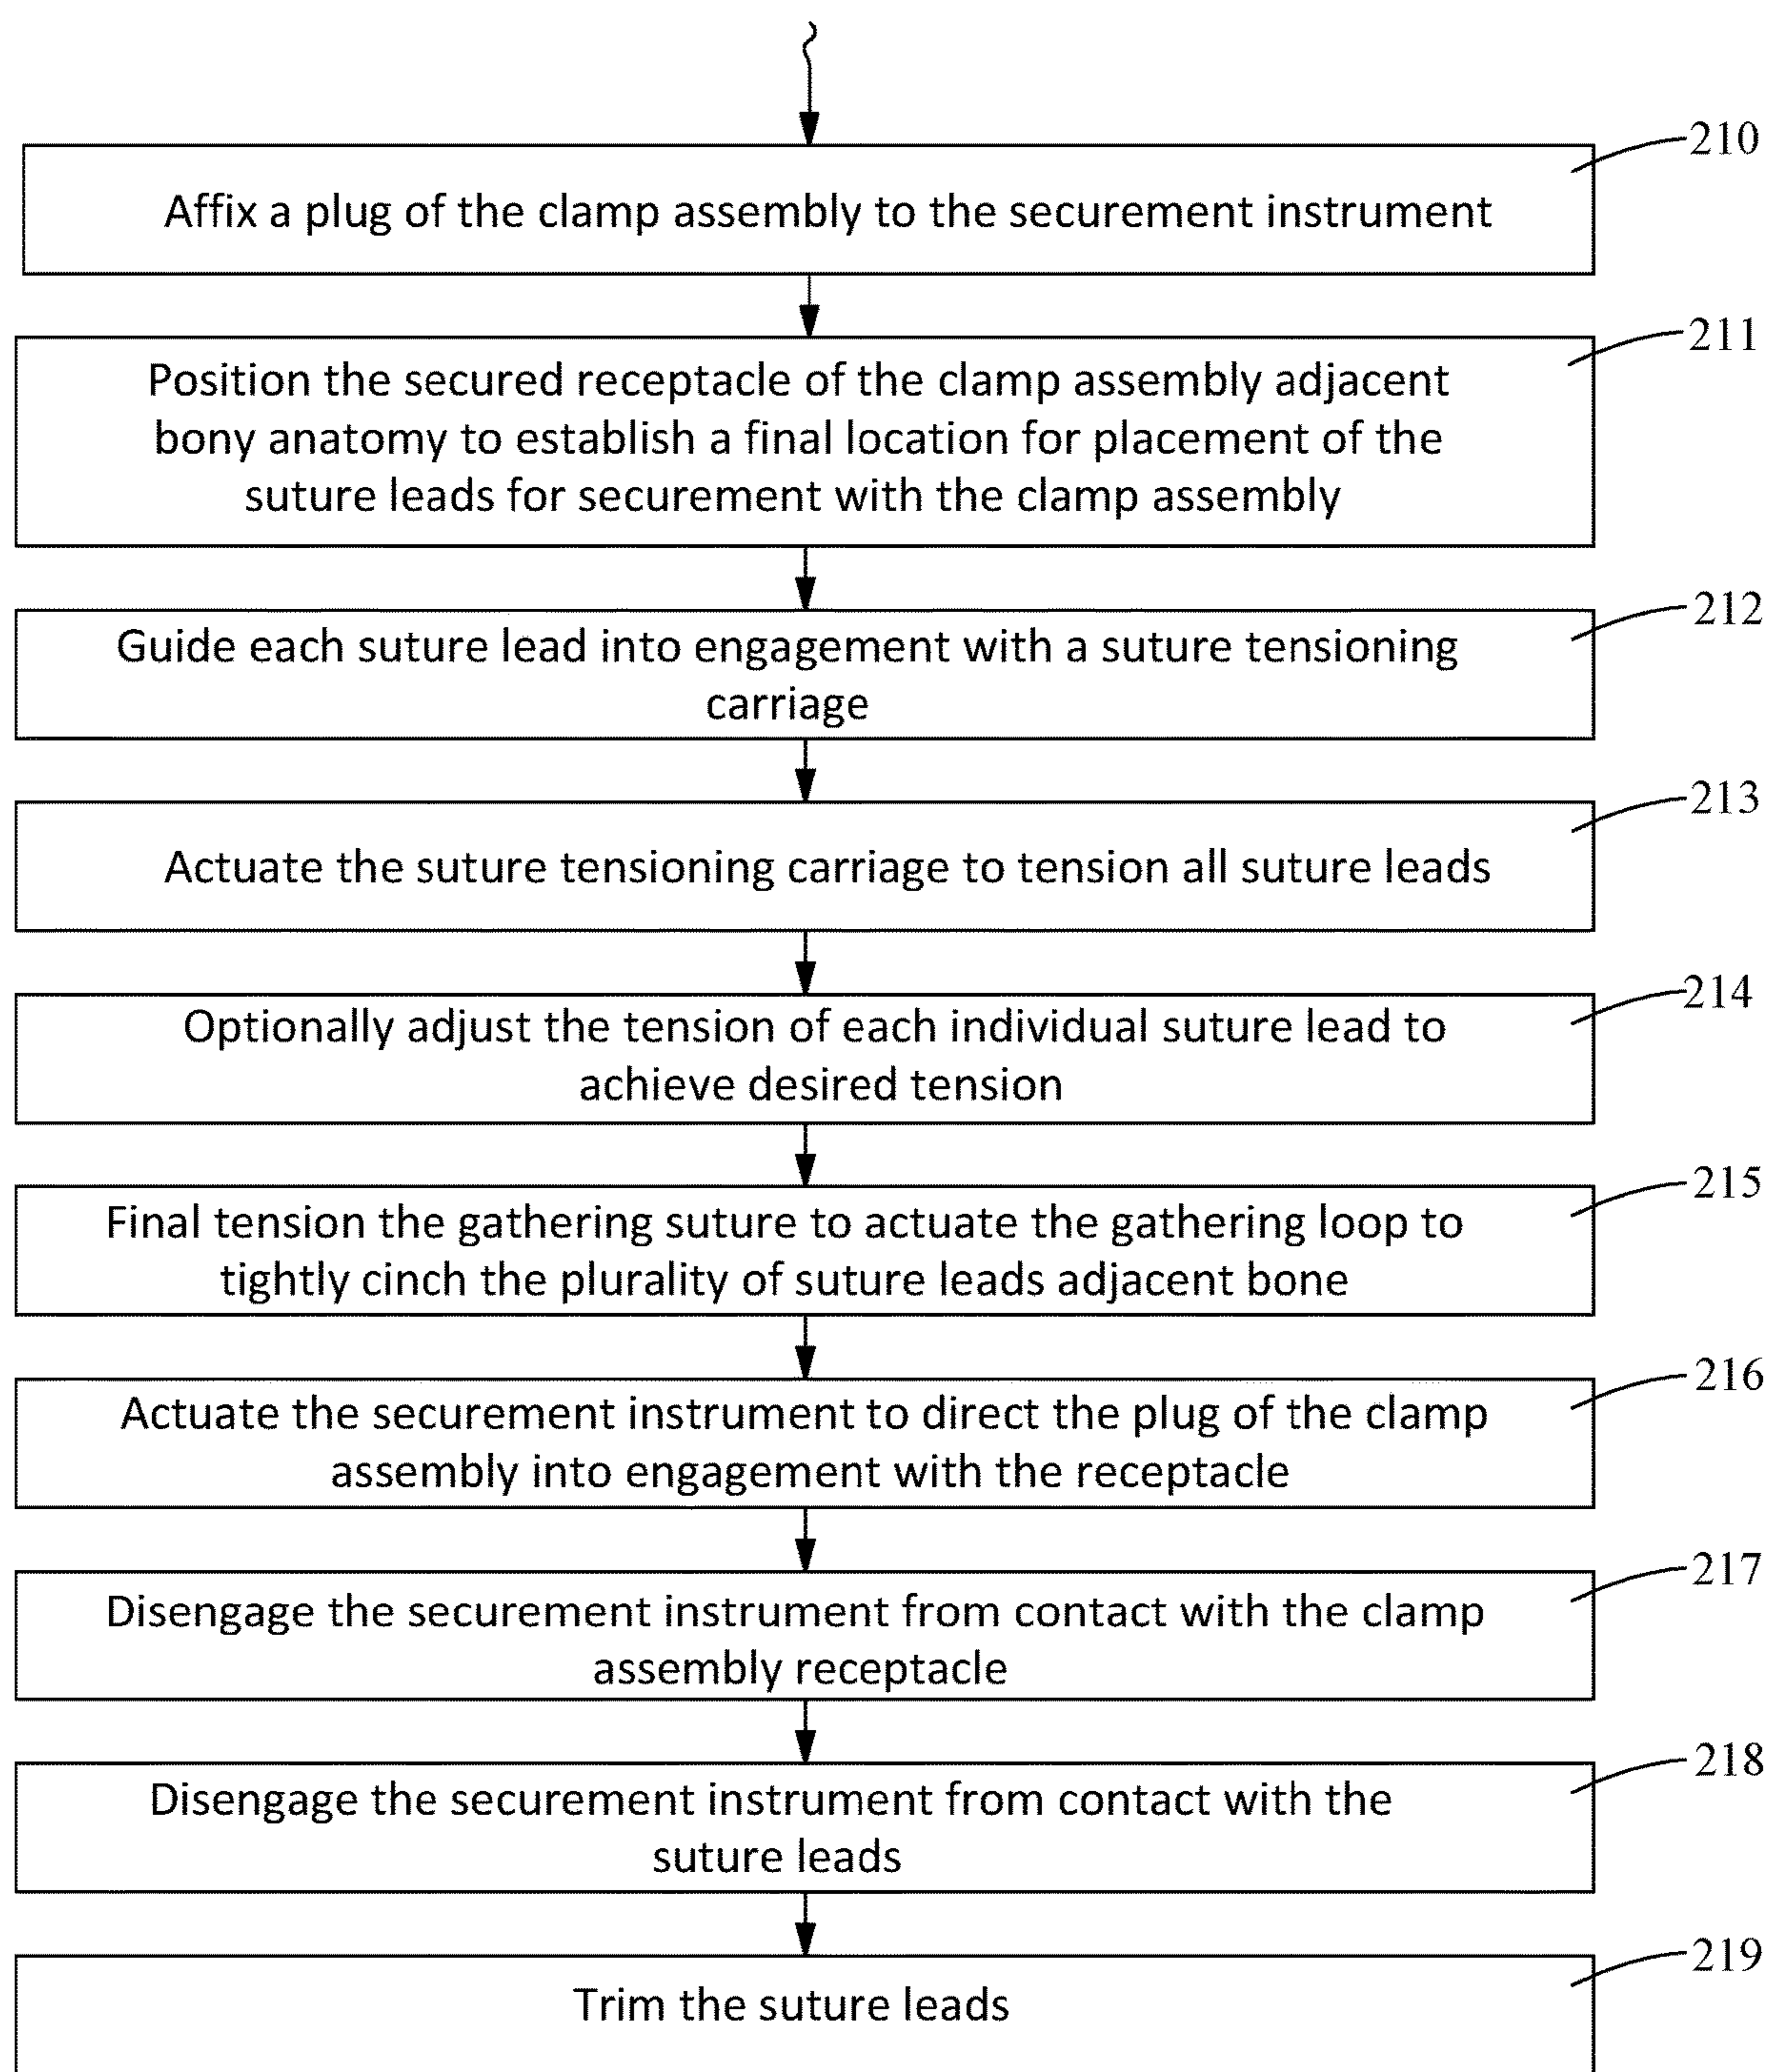 210
Affix a plug of the clamp assembly to the securement instrument
211
Position the secured receptacle of the clamp assembly adjacent
bony anatomy to establish a final location for placement of the
suture leads for securement with the clamp assembly
212
Guide each suture lead into engagement with a suture tensioning
carriage
213
Actuate the suture tensioning carriage to tension all suture leads
214
Optionally adjust the tension of each individual suture lead to
achieve desired tension
215
Final tension the gathering suture to actuate the gathering loop to
tightly cinch the plurality of suture leads adjacent bone
216
Actuate the securement instrument to direct the plug of the clamp
assembly into engagement with the receptacle
217
Disengage the securement instrument from contact with the clamp
assembly receptacle
218
Disengage the securement instrument from contact with the
suture leads
219
Trim the suture leads